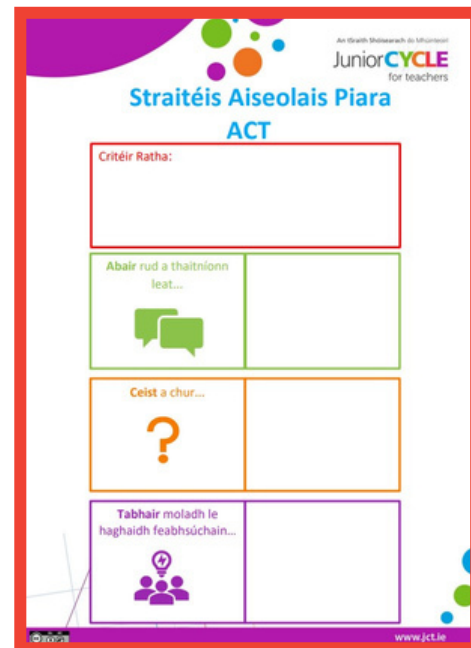 An tSraith Shóisearach do Mhúinteoirí
JuniorCYCLE
for teachers
Straitéis Aiseolais Piara
ACT
Critéir Ratha:
Abair rud a thaitníonn
leat...
Ceist a chur...
?
Tabhair moladh le
haghaidh feabhsúcháin...
www.jct.ie